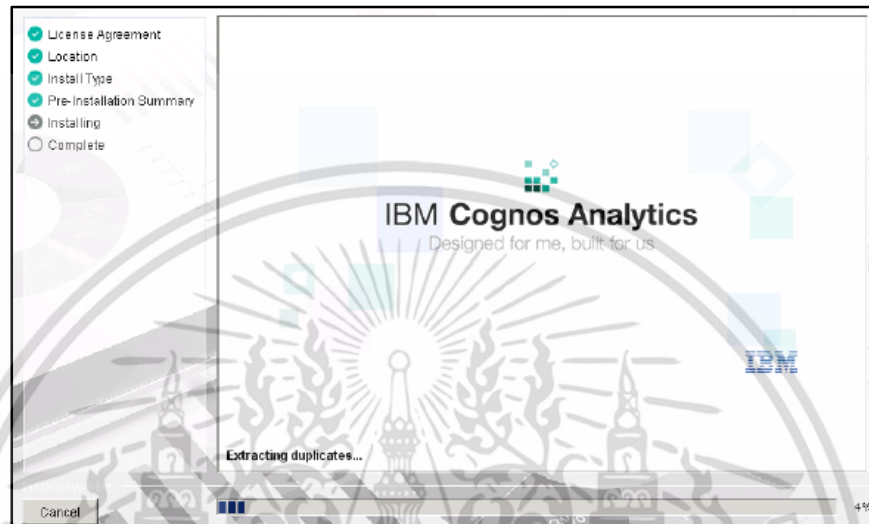 License Agreement
Location
Install Type
Pre-Installation Summary
Installing
Complete
IBM Cognos Analytics
Designed for me, built for us
IBM
Extracting duplicates...
InstallAnywhere
Cancel
4%